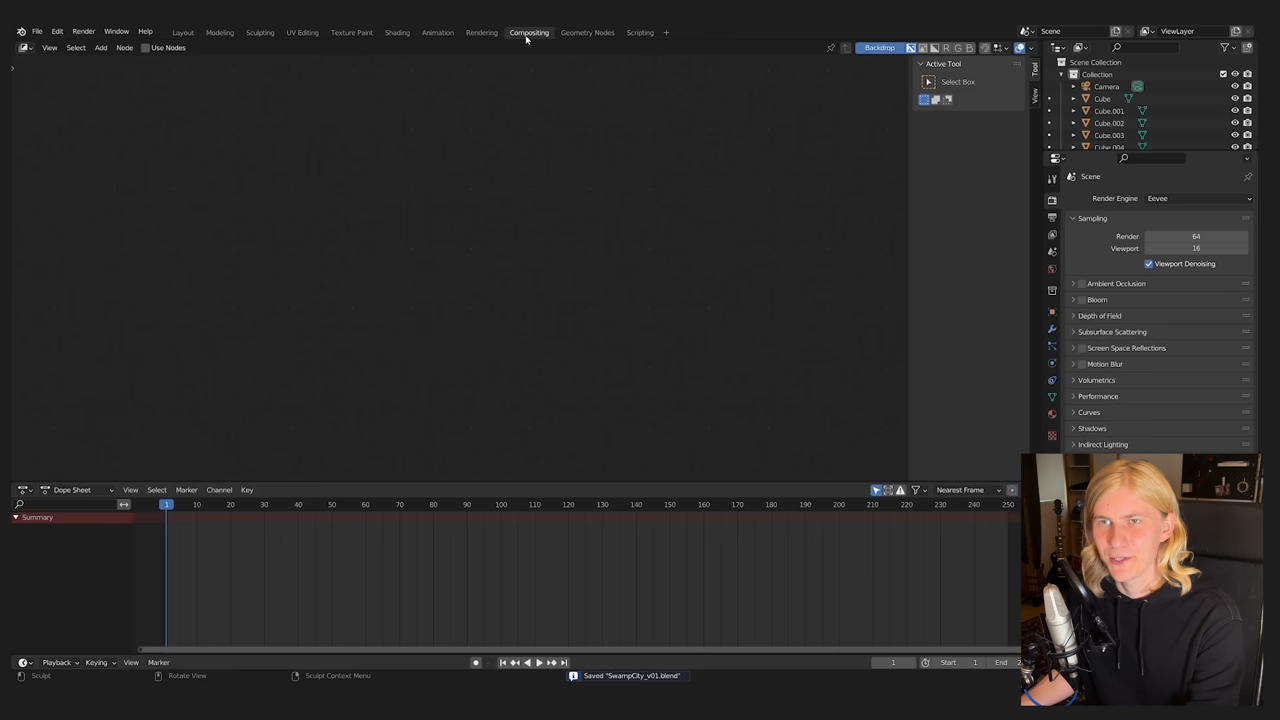 File Edit Render Window Help Layout Modeling Sculpting UV Editing Texture Paint Shading Animation Rendering Compositing Geometry Nodes Scripting + Scene ViewLayer
View Select Add Node Use Nodes Backdrop R G B
Active Tool
Select Box
Tool
View
Scene Collection
Collection
Camera
Cube
Cube.001
Cube.002
Cube.003
Cube.004
Scene
Render Engine Eevee
Sampling
Render 64
Viewport 16
Viewport Denoising
Ambient Occlusion
Bloom
Depth of Field
Subsurface Scattering
Screen Space Reflections
Motion Blur
Volumetrics
Performance
Curves
Shadows
Indirect Lighting
Dope Sheet View Select Marker Channel Key Nearest Frame
1 10 20 30 40 50 60 70 80 90 100 110 120 130 140 150 160 170 180 190 200 210 220 230 240 250
Summary
Playback Keying View Marker 1 Start 1 End
Sculpt Rotate View Sculpt Context Menu Saved "SwampCity_v01.blend"